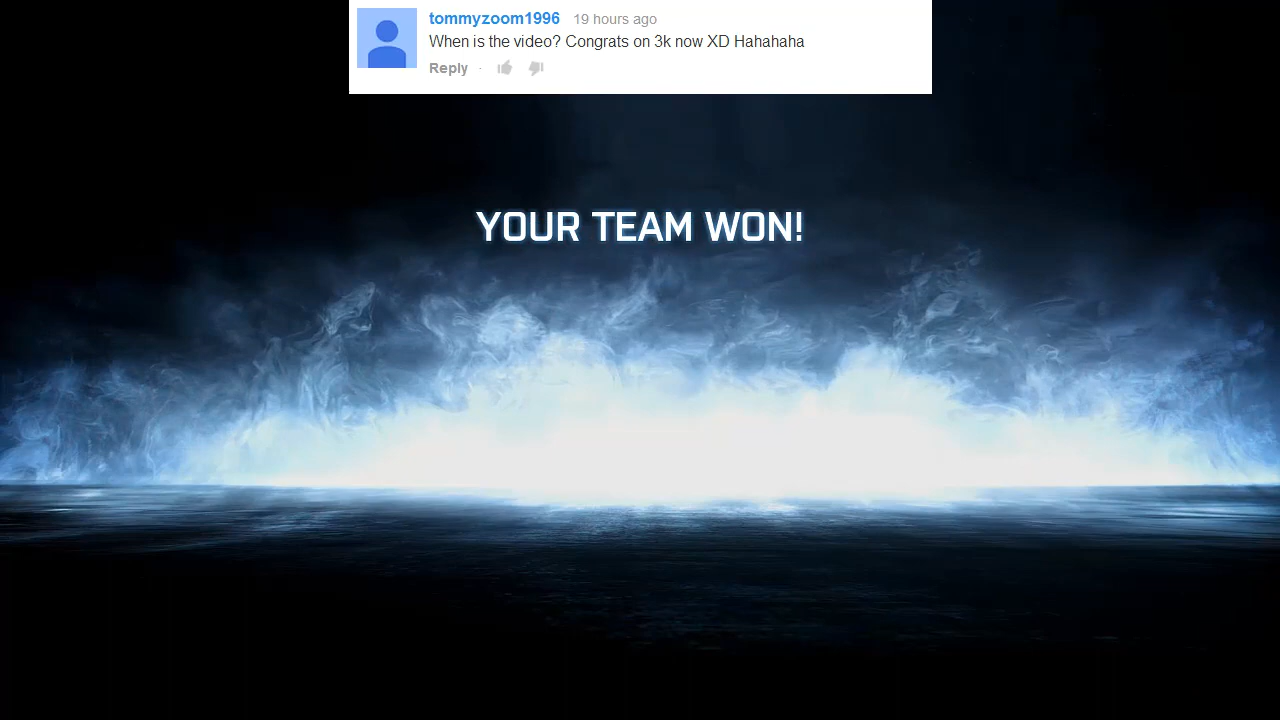 tommyzoom1996 19 hours ago
When is the video? Congrats on 3k now XD Hahahaha
Reply ·
YOUR TEAM WON!